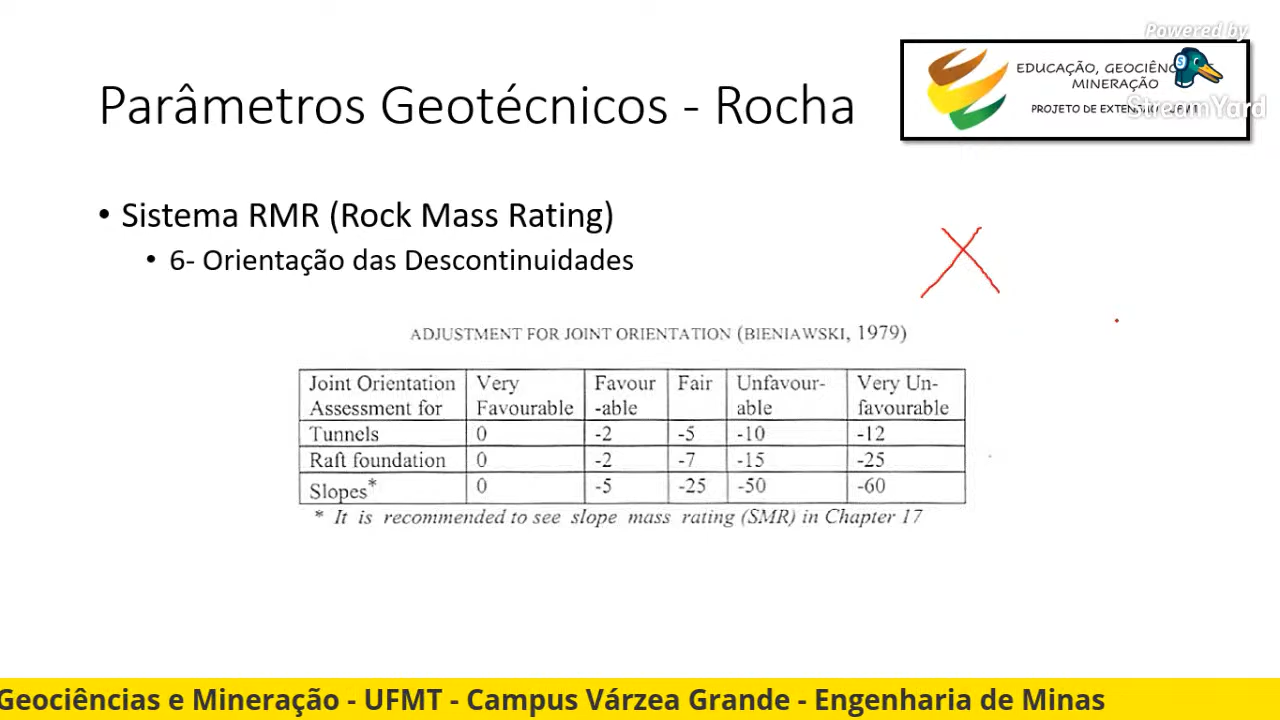 Powered by
StreamYard
EDUCAÇÃO, GEOCIÊNC
MINERAÇÃO
PROJETO DE EXTEN
Parâmetros Geotécnicos - Rocha
• Sistema RMR (Rock Mass Rating)
• 6- Orientação das Descontinuidades
ADJUSTMENT FOR JOINT ORIENTATION (BIENIAWSKI, 1979)
Joint Orientation Assessment for Very Favourable Favour -able Fair Unfavour- able Very Un- favourable
Tunnels 0 -2 -5 -10 -12
Raft foundation 0 -2 -7 -15 -25
Slopes* 0 -5 -25 -50 -60
* It is recommended to see slope mass rating (SMR) in Chapter 17
Geociências e Mineração - UFMT - Campus Várzea Grande - Engenharia de Minas